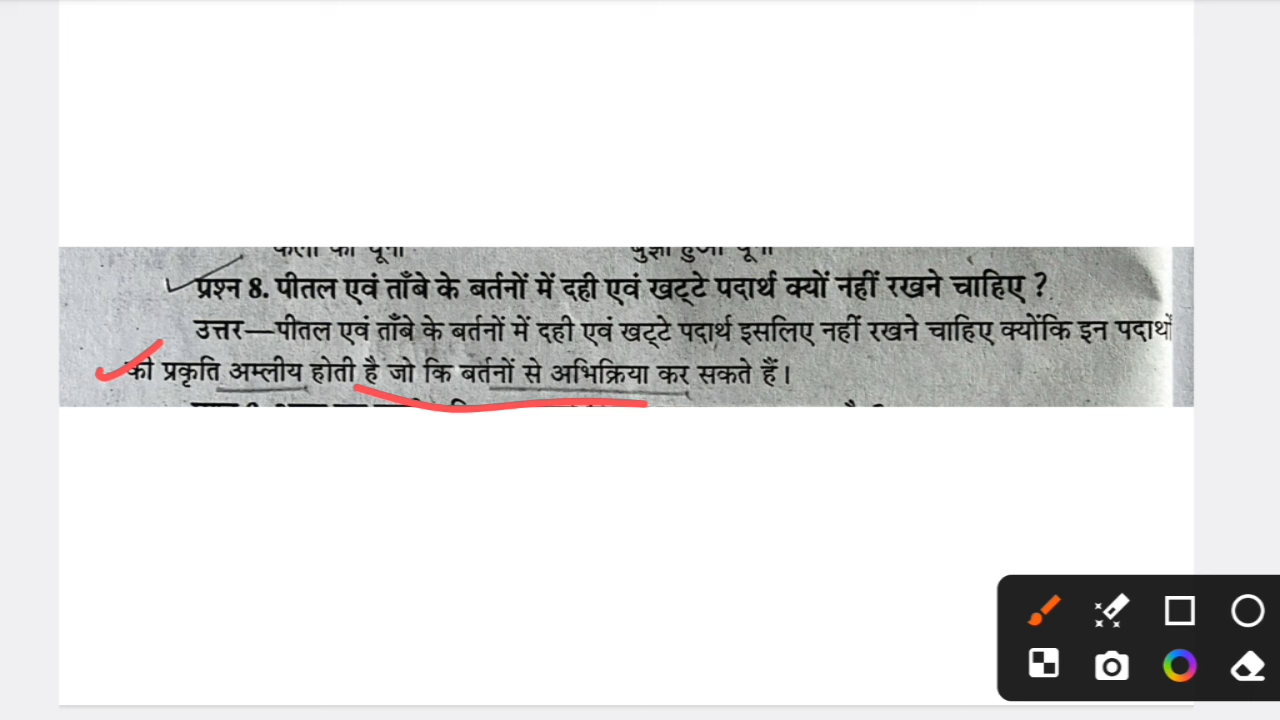 प्रश्न 8. पीतल एवं ताँबे के बर्तनों में दही एवं खट्टे पदार्थ क्यों नहीं रखने चाहिए ?
उत्तर—पीतल एवं ताँबे के बर्तनों में दही एवं खट्टे पदार्थ इसलिए नहीं रखने चाहिए क्योंकि इन पदार्थों
की प्रकृति अम्लीय होती है जो कि बर्तनों से अभिक्रिया कर सकते हैं।